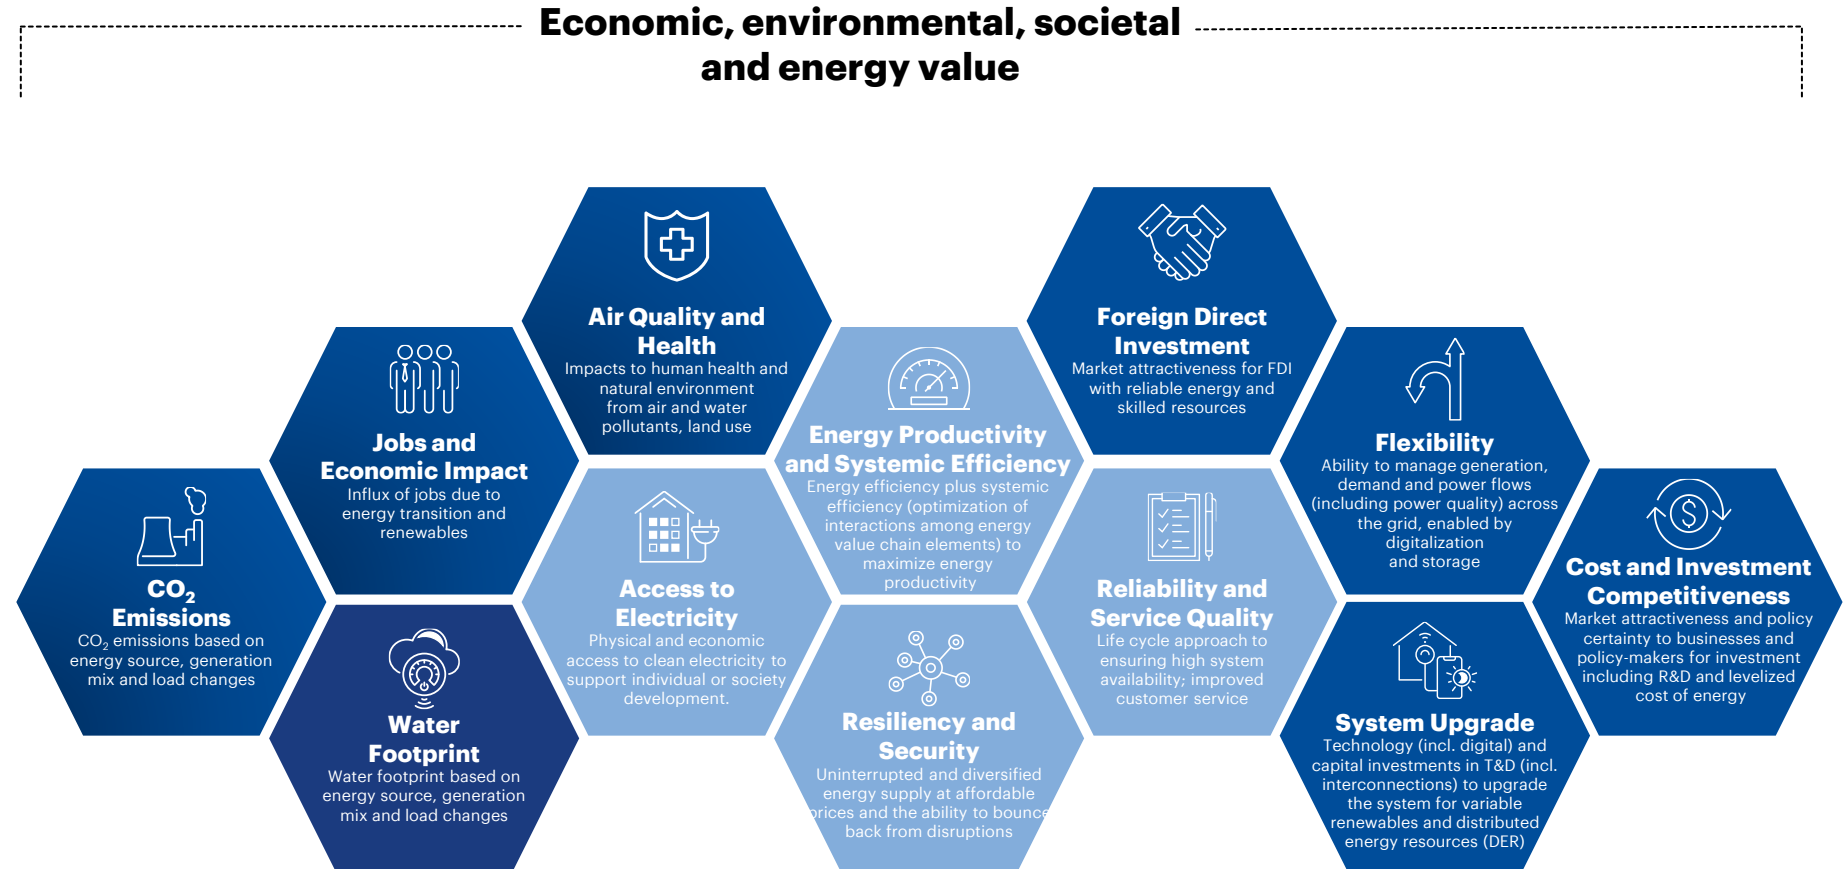 Economic, environmental, societal
and energy value
Air Quality and
Health
Impacts to human health and
natural environment
from air and water
pollutants, land use
Foreign Direct
Investment
Market attractiveness for FDI
with reliable energy and
skilled resources
Jobs and
Economic Impact
Influx of jobs due to
energy transition and
renewables
Energy Productivity
and Systemic Efficiency
Energy efficiency plus systemic
efficiency (optimization of
interactions among energy
value chain elements) to
maximize energy
productivity
Flexibility
Ability to manage generation,
demand and power flows
(including power quality) across
the grid, enabled by
digitalization
and storage
CO₂
Emissions
CO₂ emissions based on
energy source, generation
mix and load changes
Access to
Electricity
Physical and economic
access to clean electricity to
support individual or society
development.
Reliability and
Service Quality
Life cycle approach to
ensuring high system
availability; improved
customer service
Cost and Investment
Competitiveness
Market attractiveness and policy
certainty to businesses and
policy-makers for investment
including R&D and levelized
cost of energy
Water
Footprint
Water footprint based on
energy source, generation
mix and load changes
Resiliency and
Security
Uninterrupted and diversified
energy supply at affordable
prices and the ability to bounce
back from disruptions
System Upgrade
Technology (incl. digital) and
capital investments in T&D (incl.
interconnections) to upgrade
the system for variable
renewables and distributed
energy resources (DER)